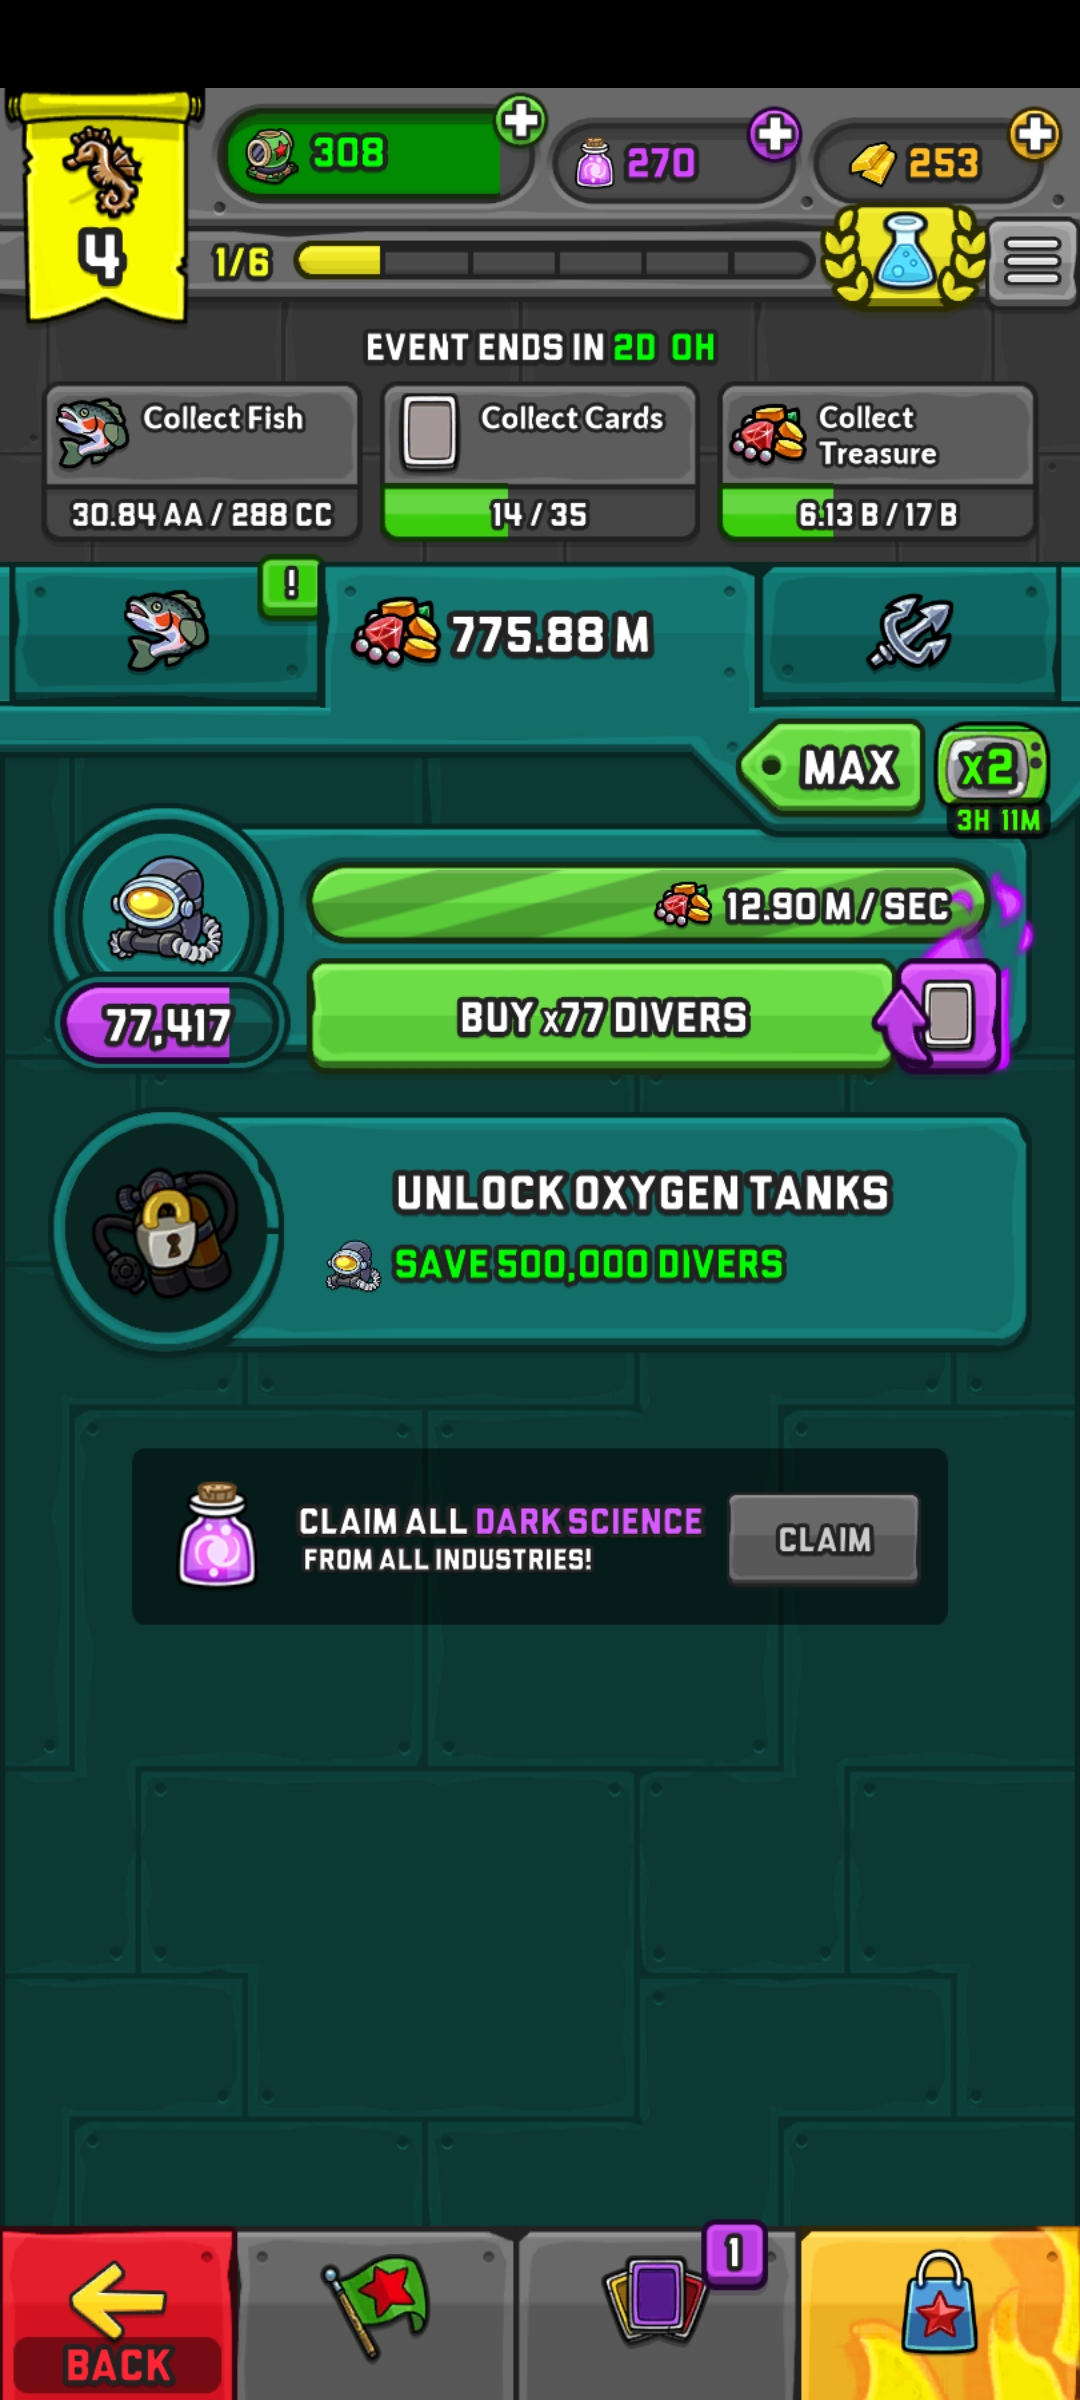 308
270
253
4
1/6
EVENT ENDS IN 2D 0H
Collect Fish
30.84 AA / 288 CC
Collect Cards
14 / 35
Collect
Treasure
6.13 B / 17 B
!
775.88 M
MAX
x2
3H 11M
12.90 M / SEC
77,417
BUY x77 DIVERS
UNLOCK OXYGEN TANKS
SAVE 500,000 DIVERS
CLAIM ALL DARK SCIENCE
FROM ALL INDUSTRIES!
CLAIM
1
BACK